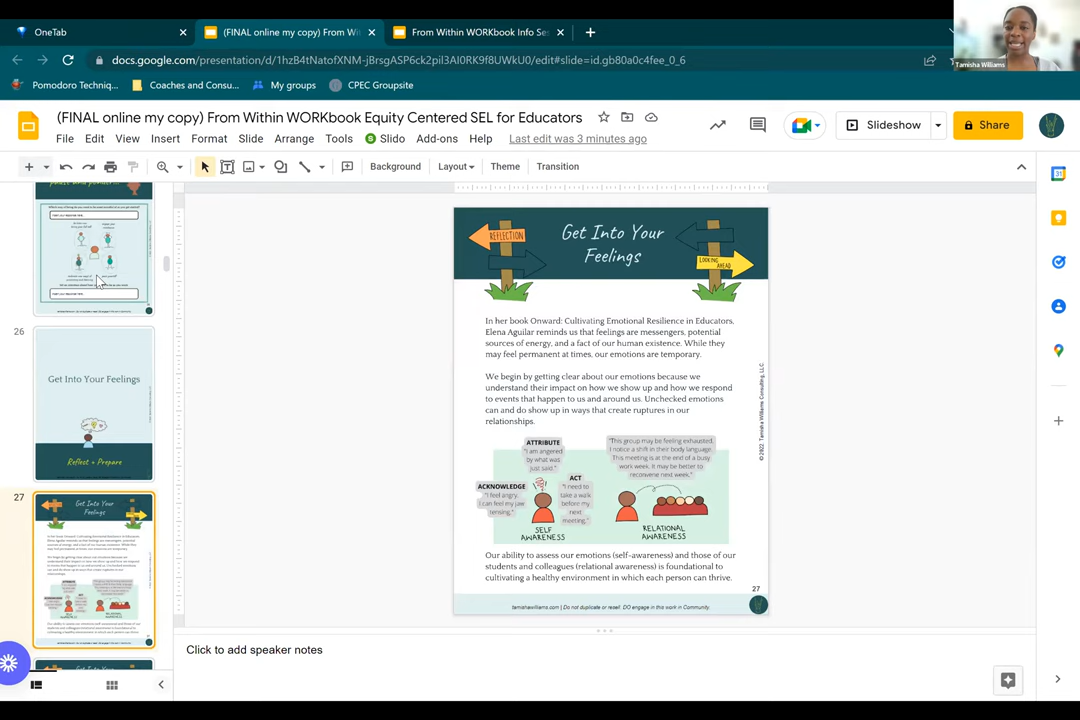 OneTab
(FINAL online my copy) From Wi
From Within WORKbook Info Se
Tamisha Williams
docs.google.com/presentation/d/1hzB4tNatofXNM-jBrsgASP6ck2pil3AI0RK9f8UWkU0/edit#slide=id.gb80a0c4fee_0_6
Pomodoro Techniq...
Coaches and Consu...
My groups
CPEC Groupsite
(FINAL online my copy) From Within WORKbook Equity Centered SEL for Educators
File Edit View Insert Format Slide Arrange Tools Slido Add-ons Help Last edit was 3 minutes ago
Slideshow
Share
Background Layout Theme Transition
26
Get Into Your Feelings
Reflect + Prepare
27
Get Into Your
Feelings
REFLECTION
Get Into Your
Feelings
LOOKING
AHEAD
In her book Onward: Cultivating Emotional Resilience in Educators,
Elena Aguilar reminds us that feelings are messengers, potential
sources of energy, and a fact of our human existence. While they
may feel permanent at times, our emotions are temporary.
We begin by getting clear about our emotions because we
understand their impact on how we show up and how we respond
to events that happen to us and around us. Unchecked emotions
can and do show up in ways that create ruptures in our
relationships.
ATTRIBUTE
"I am angered
by what was
just said."
ACKNOWLEDGE
"I feel angry.
I can feel my jaw
tensing."
ACT
"I need to
take a walk
before my
next
meeting."
SELF
AWARENESS
"This group may be feeling exhausted.
I notice a shift in their body language.
This meeting is at the end of a busy
work week. It may be better to
reconvene next week."
RELATIONAL
AWARENESS
Our ability to assess our emotions (self-awareness) and those of our
students and colleagues (relational awareness) is foundational to
cultivating a healthy environment in which each person can thrive.
©2022 Tamisha Williams Consulting, LLC.
27
tamishawilliams.com | Do not duplicate or resell. DO engage in this work in Community.
Click to add speaker notes